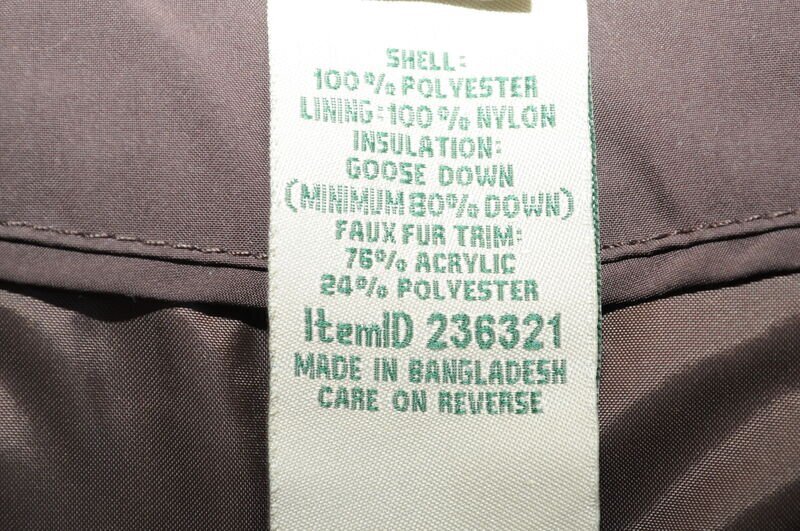 SHELL:
100% POLYESTER
LINING:100% NYLON
INSULATION:
GOOSE DOWN
(MINIMUM 80% DOWN)
FAUX FUR TRIM:
76% ACRYLIC
24% POLYESTER
ItemID 236321
MADE IN BANGLADESH
CARE ON REVERSE